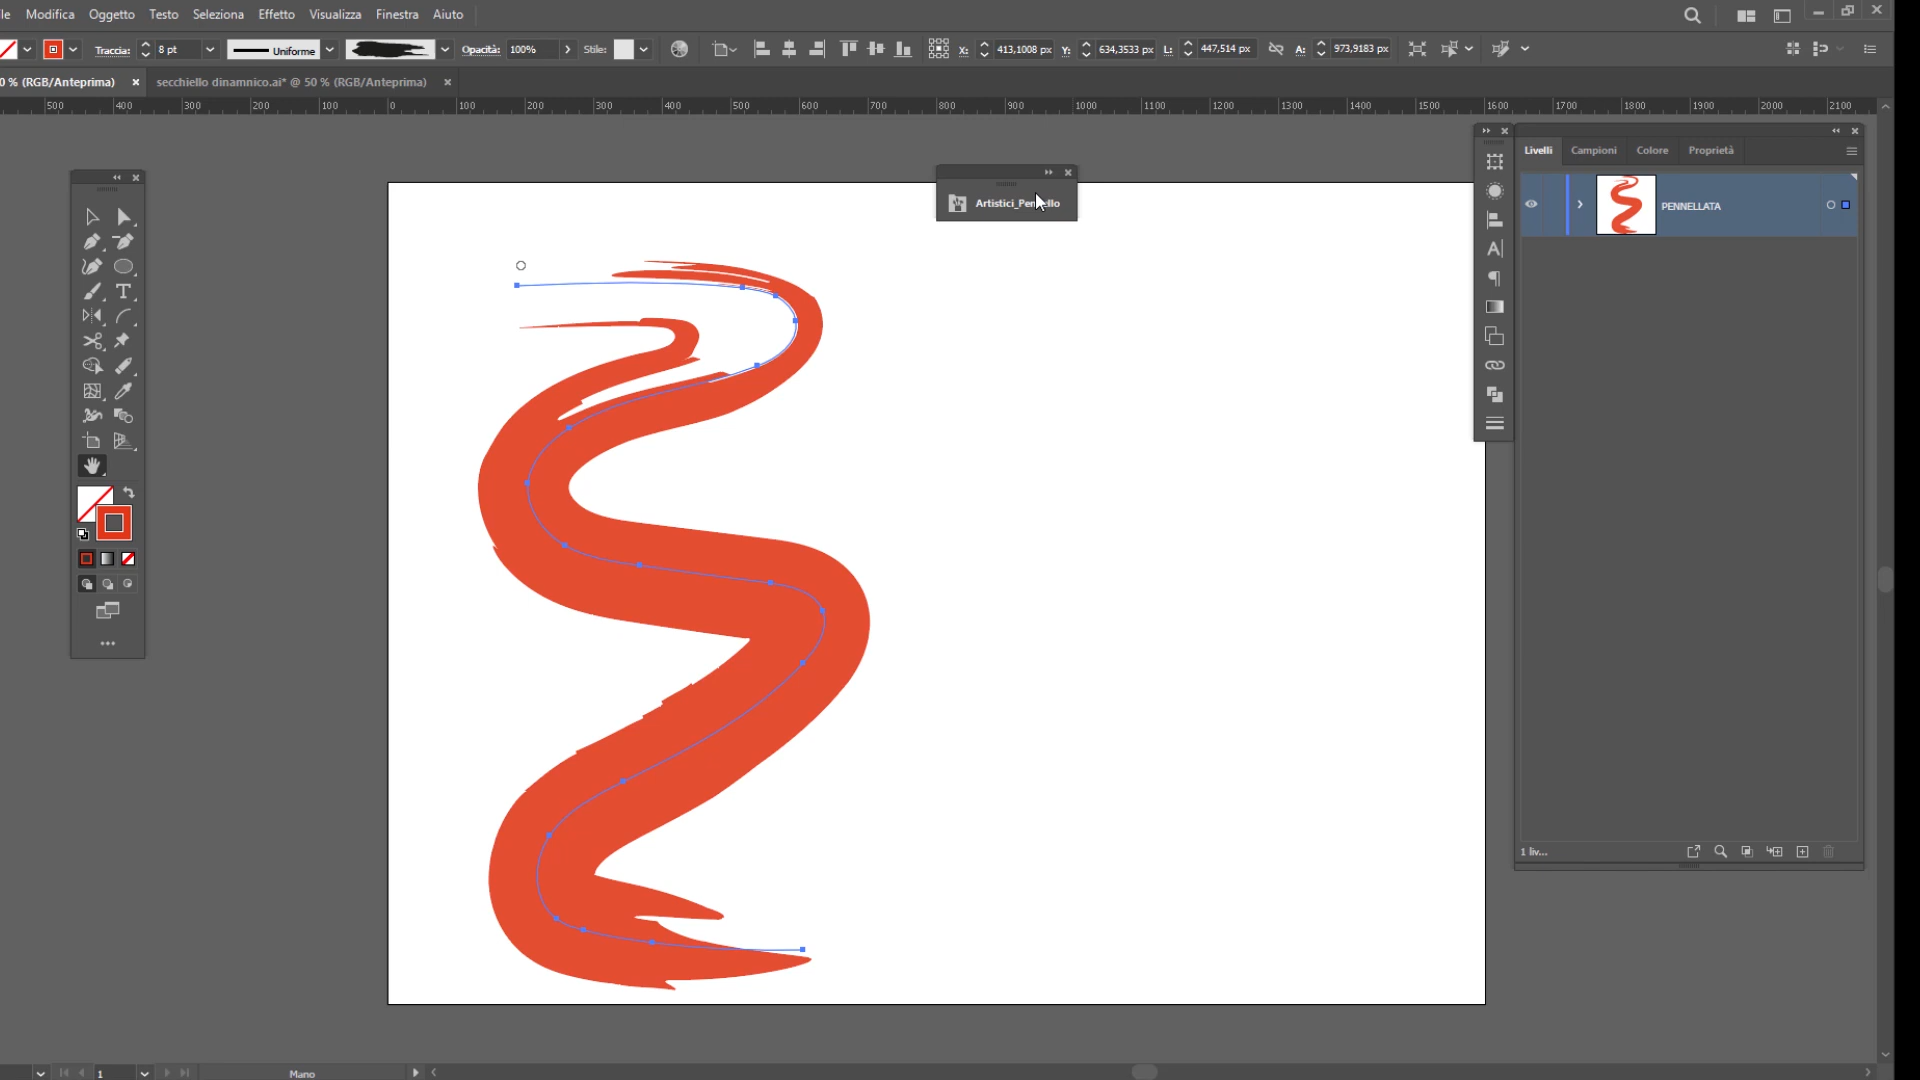 le Modifica Oggetto Testo Seleziona Effetto Visualizza Finestra Aiuto
Traccia: 8 pt Uniforme Opacità: 100% Stile: X: 413,1008 px Y: 634,3533 px L: 447,514 px A: 973,9183 px
0 % (RGB/Anteprima) × secchiello dinamnico.ai* @ 50 % (RGB/Anteprima) ×
500 400 300 200 100 0 100 200 300 400 500 600 700 800 900 1000 1100 1200 1300 1400 1500 1600 1700 1800 1900 2000 2100
Livelli Campioni Colore Proprietà
Artistici_Pennello
PENNELLATA
1 liv...
1 Mano